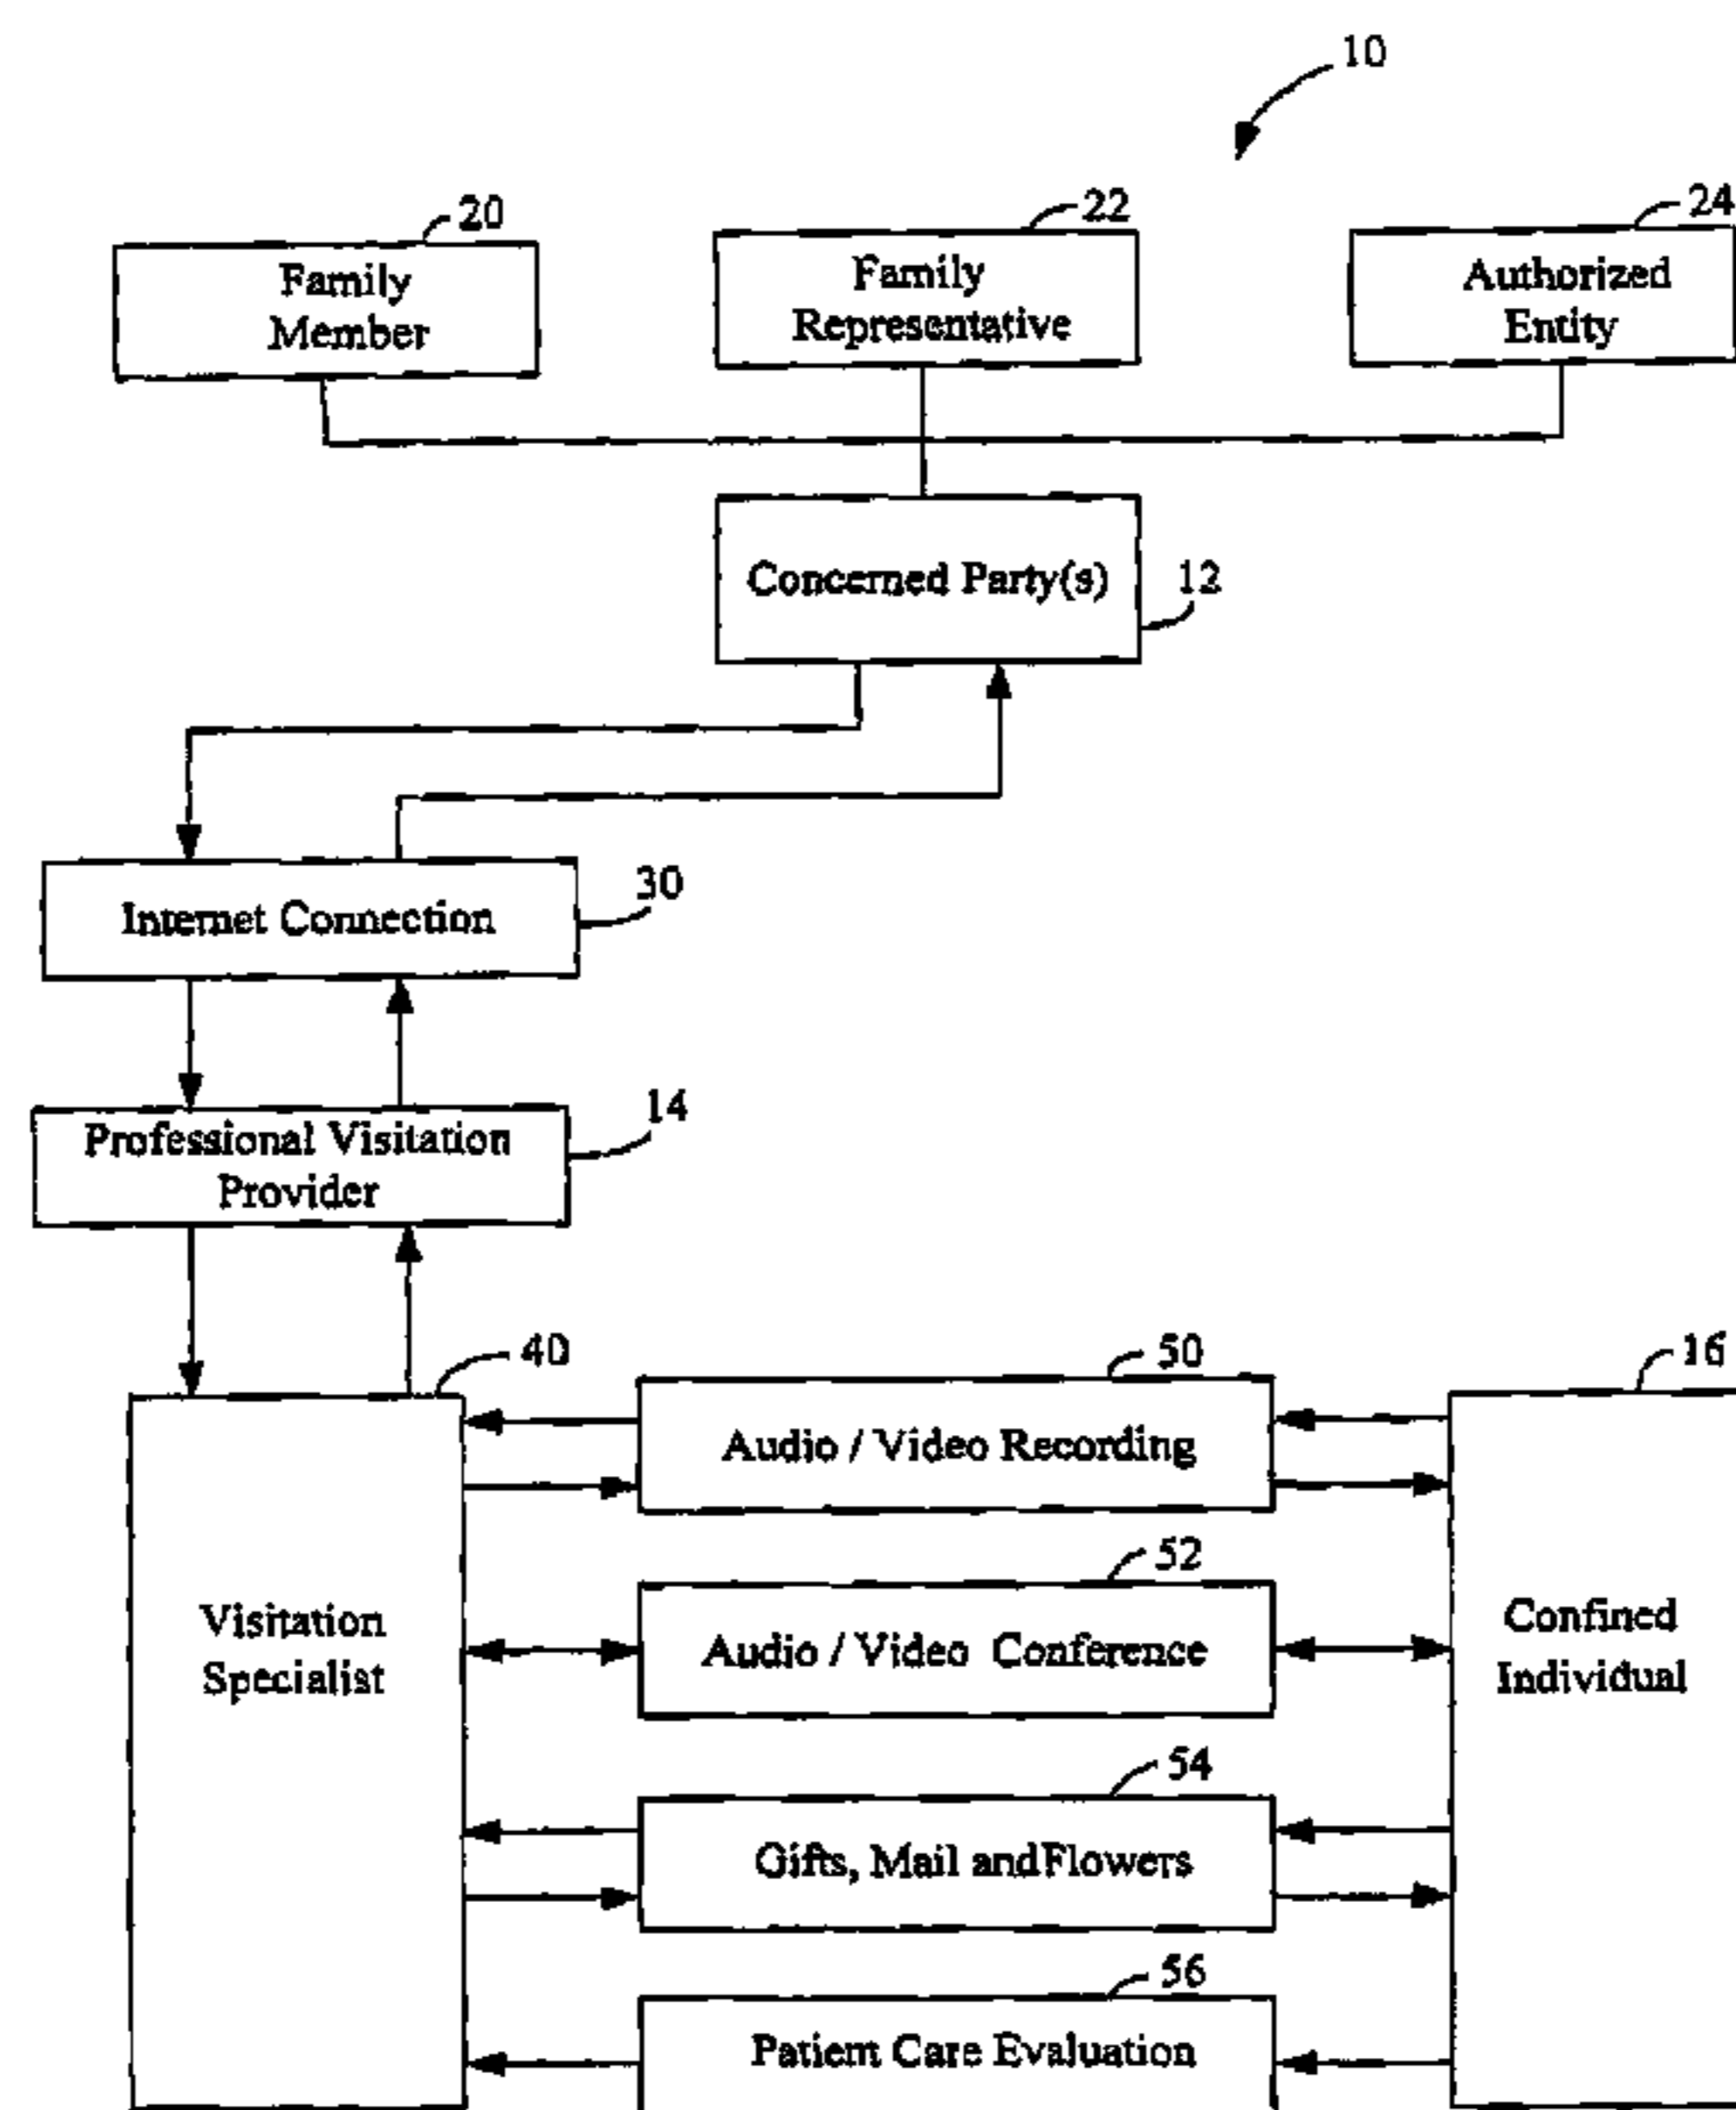 10
20
22
24
Family
Member
Family
Representative
Authorized
Entity
Concerned Party(s)
12
Internet Connection
30
Professional Visitation
Provider
14
40
50
16
Audio / Video Recording
52
Visitation
Specialist
Audio / Video Conference
Confined
Individual
54
Gifts, Mail andFlowers
56
Patient Care Evaluation